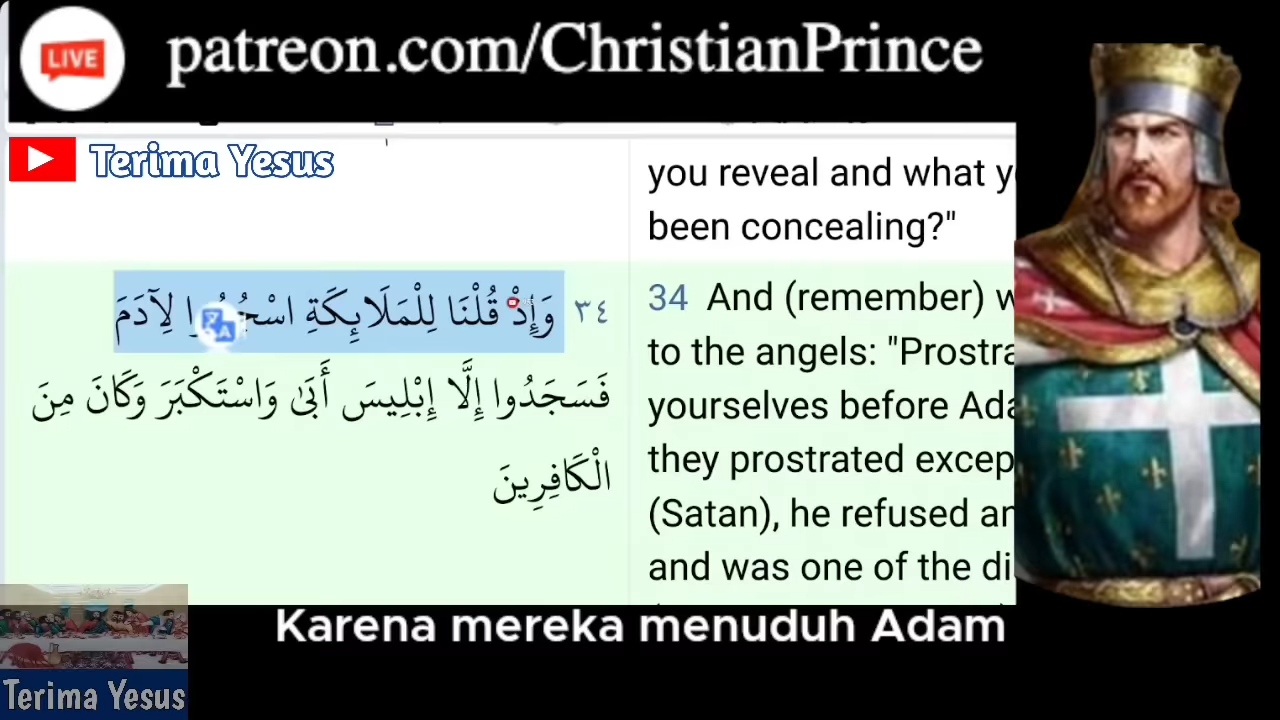 LIVE
patreon.com/ChristianPrince
Terima Yesus
you reveal and what
been concealing?"
٣٤ وَإِذْ قُلْنَا لِلْمَلَائِكَةِ اسْجُدُوا لِآدَمَ
فَسَجَدُوا إِلَّا إِبْلِيسَ أَبَىٰ وَاسْتَكْبَرَ وَكَانَ مِنَ
الْكَافِرِينَ
34 And (remember)
to the angels: "Prostra
yourselves before Ada
they prostrated excep
(Satan), he refused an
and was one of the di
Karena mereka menuduh Adam
Terima Yesus